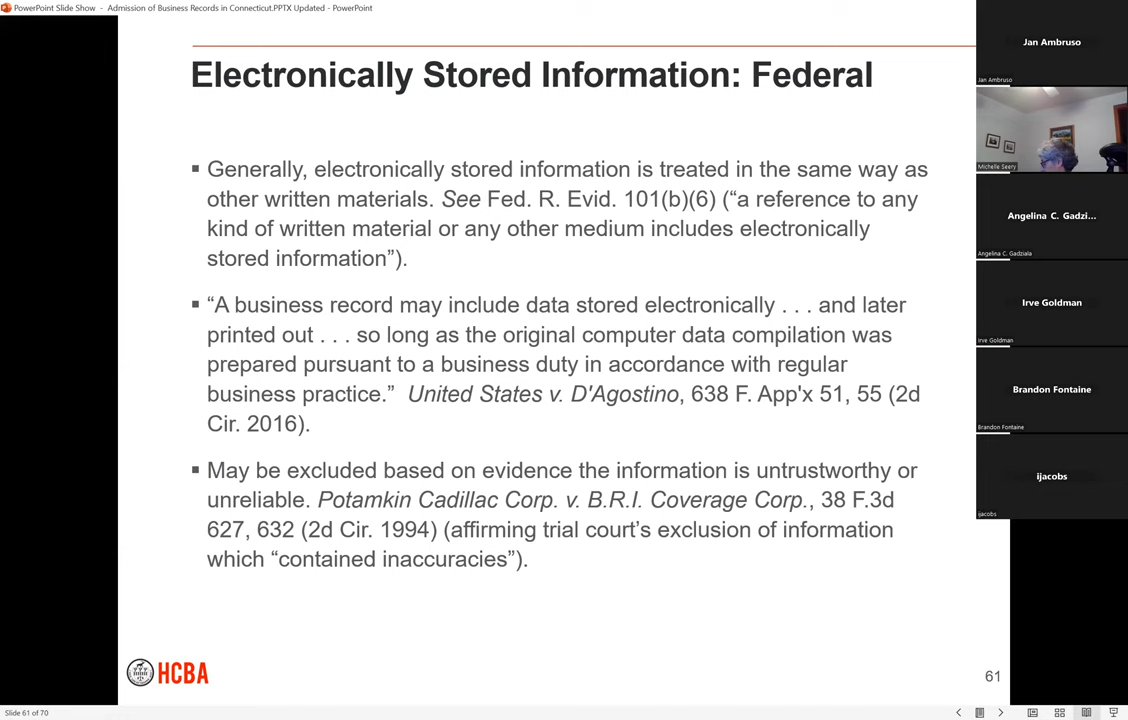 PowerPoint Slide Show - Admission of Business Records in Connecticut.PPTX Updated - PowerPoint
Electronically Stored Information: Federal
▪ Generally, electronically stored information is treated in the same way as
other written materials. See Fed. R. Evid. 101(b)(6) (“a reference to any
kind of written material or any other medium includes electronically
stored information”).
▪ “A business record may include data stored electronically . . . and later
printed out . . . so long as the original computer data compilation was
prepared pursuant to a business duty in accordance with regular
business practice.” United States v. D'Agostino, 638 F. App'x 51, 55 (2d
Cir. 2016).
▪ May be excluded based on evidence the information is untrustworthy or
unreliable. Potamkin Cadillac Corp. v. B.R.I. Coverage Corp., 38 F.3d
627, 632 (2d Cir. 1994) (affirming trial court’s exclusion of information
which “contained inaccuracies”).
HCBA
61
Slide 61 of 70
Jan Ambruso
Jan Ambruso
Michelle Seery
Angelina C. Gadzi...
Angelina C. Gadziala
Irve Goldman
Irve Goldman
Brandon Fontaine
Brandon Fontaine
ijacobs
ijacobs